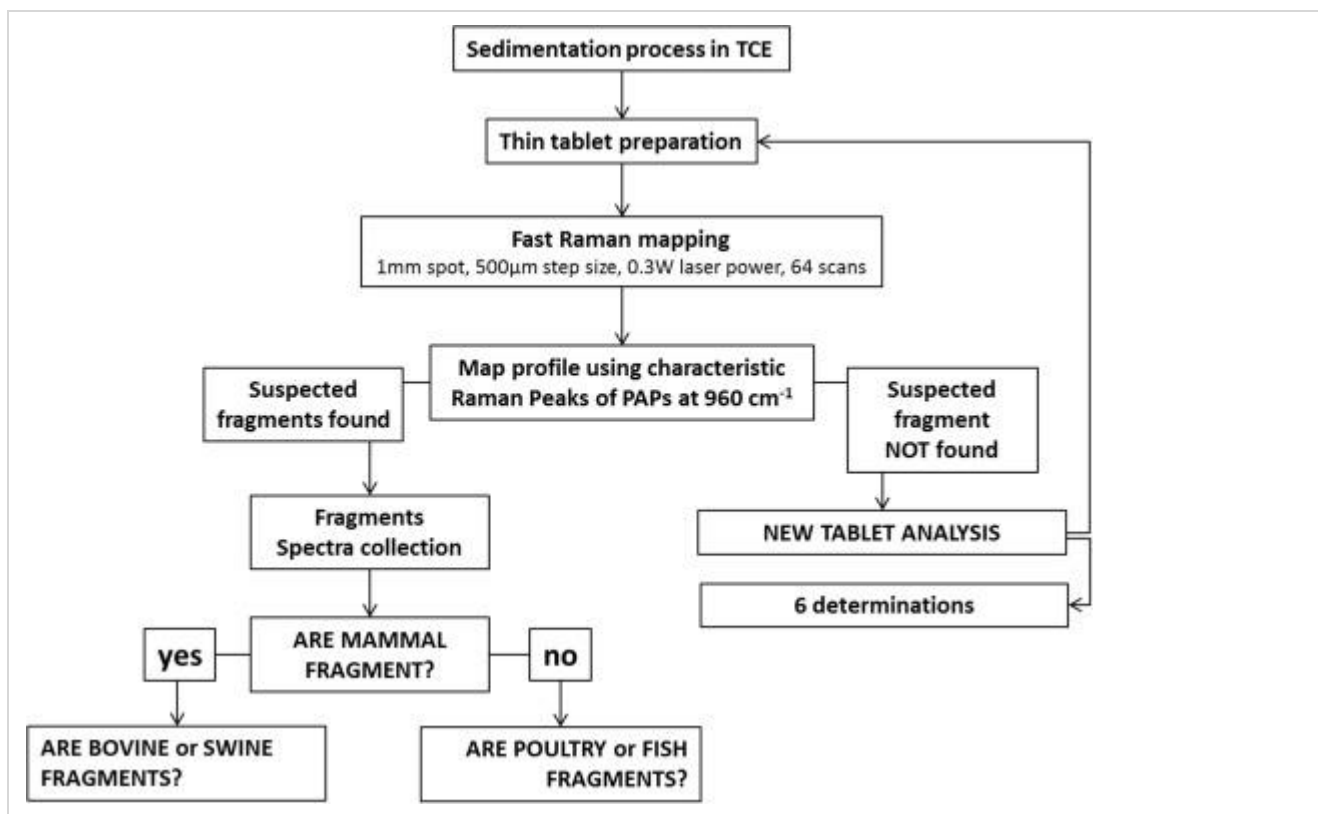 Sedimentation process in TCE
Thin tablet preparation
Fast Raman mapping
1mm spot, 500µm step size, 0.3W laser power, 64 scans
Map profile using characteristic
Raman Peaks of PAPs at 960 cm⁻¹
Suspected
fragments found
Suspected
fragment
NOT found
Fragments
Spectra collection
NEW TABLET ANALYSIS
6 determinations
ARE MAMMAL
FRAGMENT?
yes
no
ARE BOVINE or SWINE
FRAGMENTS?
ARE POULTRY or FISH
FRAGMENTS?